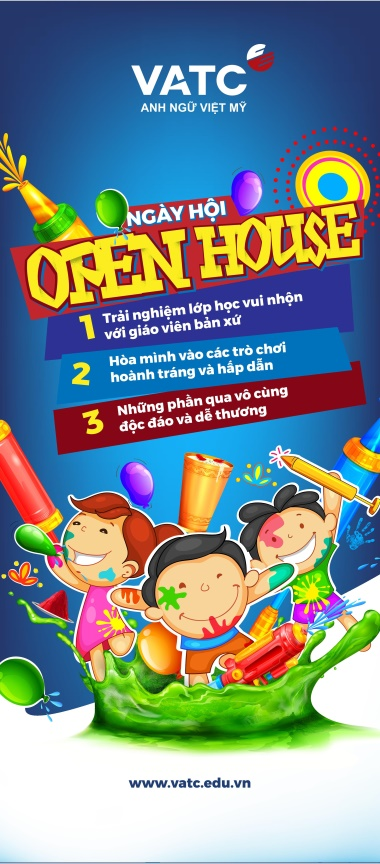 VATC
ANH NGỮ VIỆT MỸ
NGÀY HỘI
OPEN HOUSE
1 Trải nghiệm lớp học vui nhộn
với giáo viên bản xứ
2 Hòa mình vào các trò chơi
hoành tráng và hấp dẫn
3 Những phần qua vô cùng
độc đáo và dễ thương
www.vatc.edu.vn